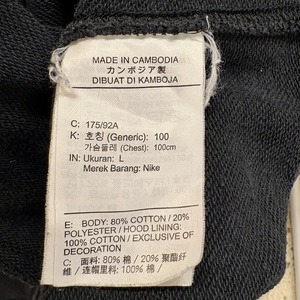 MADE IN CAMBODIA
カンボジア製
DIBUAT DI KAMBOJA
C: 175/92A
K: 호칭 (Generic): 100
가슴둘레 (Chest): 100cm
IN: Ukuran: L
Merek Barang: Nike
E: BODY: 80% COTTON / 20%
POLYESTER / HOOD LINING:
100% COTTON / EXCLUSIVE OF
DECORATION
C: 面料: 80% 棉 / 20% 聚酯纤
维 / 连帽里料: 100% 棉 /